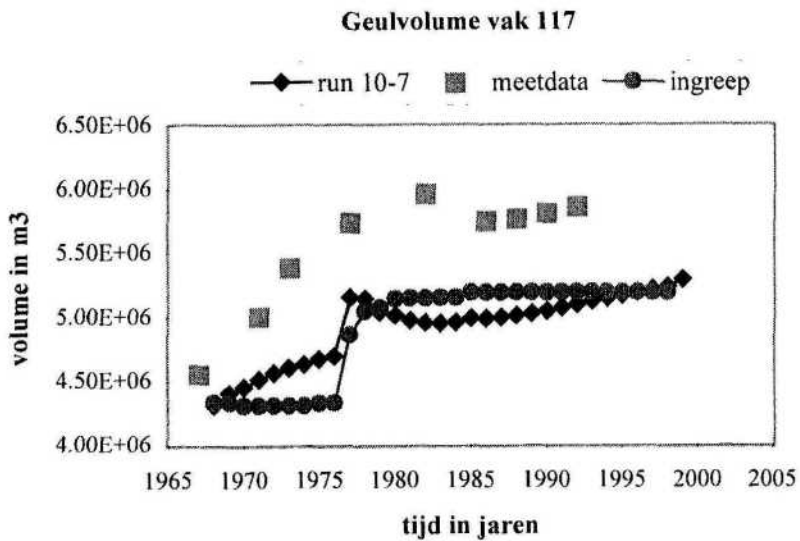 Geulvolume vak 117
run 10-7 meetdata ingreep
6.50E+06
6.00E+06
5.50E+06
5.00E+06
4.50E+06
4.00E+06
volume in m3
1965 1970 1975 1980 1985 1990 1995 2000 2005
tijd in jaren